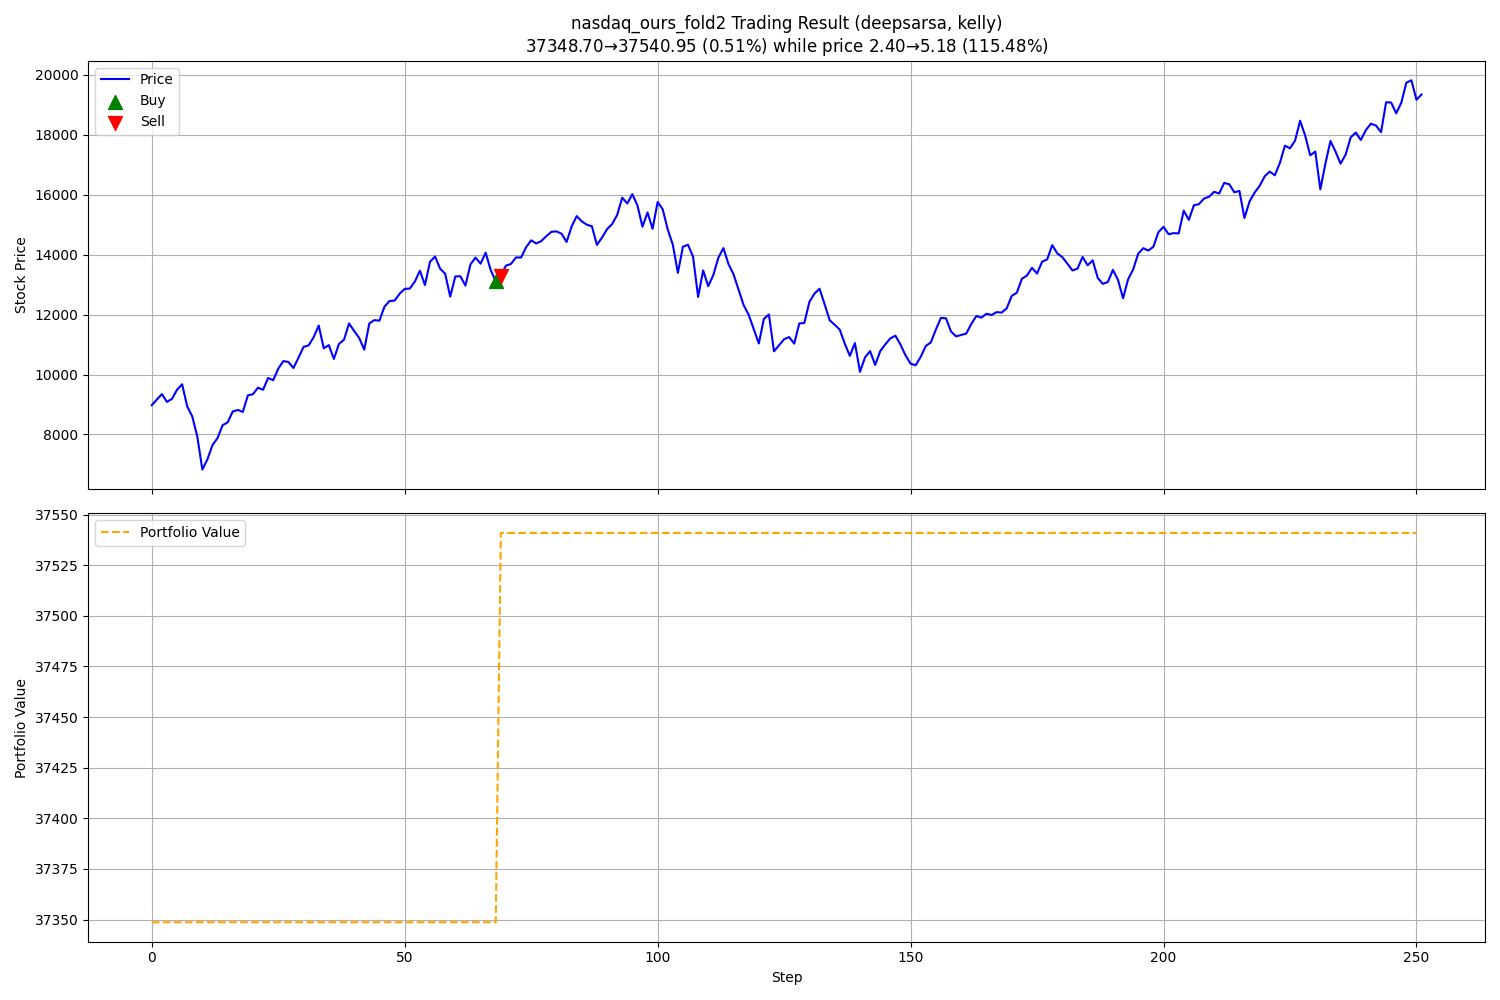 nasdaq_ours_fold2 Trading Result (deepsarsa, kelly)
37348.70→37540.95 (0.51%) while price 2.40→5.18 (115.48%)
Price
Buy
Sell
Stock Price
20000
18000
16000
14000
12000
10000
8000
Portfolio Value
Portfolio Value
37550
37525
37500
37475
37450
37425
37400
37375
37350
0
50
100
150
200
250
Step